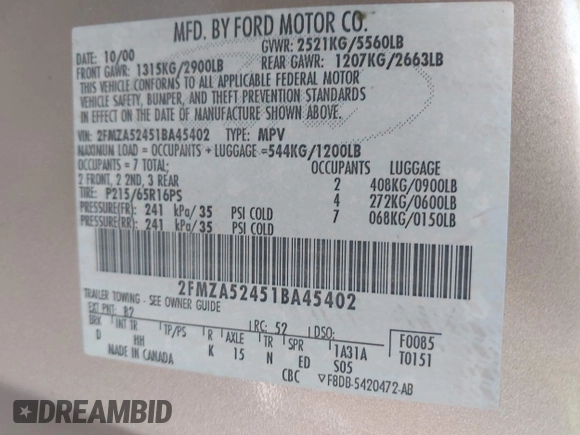 MFD. BY FORD MOTOR CO.
DATE: 10/00 GVWR: 2521KG/5560LB
FRONT GAWR: 1315KG/2900LB REAR GAWR: 1207KG/2663LB
THIS VEHICLE CONFORMS TO ALL APPLICABLE FEDERAL MOTOR
VEHICLE SAFETY, BUMPER, AND THEFT PREVENTION STANDARDS
IN EFFECT ON THE DATE OF MANUFACTURE SHOWN ABOVE.
VIN: 2FMZA52451BA45402 TYPE: MPV
MAXIMUM LOAD = OCCUPANTS + LUGGAGE =544KG/1200LB
OCCUPANTS = 7 TOTAL; OCCUPANTS LUGGAGE
2 FRONT, 2 2ND, 3 REAR 2 408KG/0900LB
TIRE: P215/65R16PS 4 272KG/0600LB
PRESSURE(FR): 241 kPa/35 PSI COLD 7 068KG/0150LB
PRESSURE(RR): 241 kPa/35 PSI COLD
2FMZA52451BA45402
TRAILER TOWING - SEE OWNER GUIDE
EXT PNT: B2 RC: 52 DSO: F0085
BRK INT TR TP/PS R AXLE TR SPR T0151
D HH K 15 N ED 1A31A
S05
MADE IN CANADA CBC ▽F8DB-5420472-AB
DREAMBID